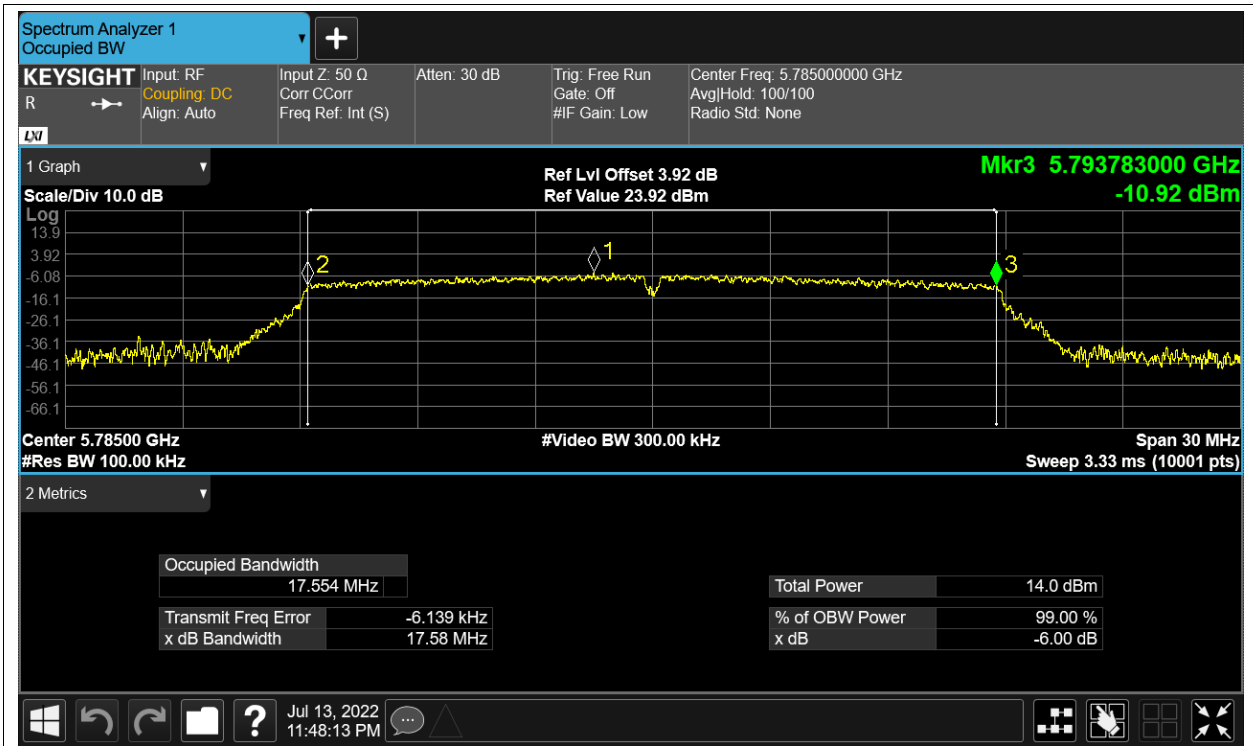 Spectrum Analyzer 1
Occupied BW
+
KEYSIGHT
R
LXI
Input: RF
Coupling: DC
Align: Auto
Input Z: 50 Ω
Corr CCorr
Freq Ref: Int (S)
Atten: 30 dB
Trig: Free Run
Gate: Off
#IF Gain: Low
Center Freq: 5.785000000 GHz
Avg|Hold: 100/100
Radio Std: None
1 Graph
Scale/Div 10.0 dB
Ref Lvl Offset 3.92 dB
Ref Value 23.92 dBm
Mkr3 5.793783000 GHz
-10.92 dBm
Log
13.9
3.92
-6.08
-16.1
-26.1
-36.1
-46.1
-56.1
-66.1
2
1
3
Center 5.78500 GHz
#Res BW 100.00 kHz
#Video BW 300.00 kHz
Span 30 MHz
Sweep 3.33 ms (10001 pts)
2 Metrics
Occupied Bandwidth
17.554 MHz
Transmit Freq Error -6.139 kHz
x dB Bandwidth 17.58 MHz
Total Power 14.0 dBm
% of OBW Power 99.00 %
x dB -6.00 dB
?
Jul 13, 2022
11:48:13 PM